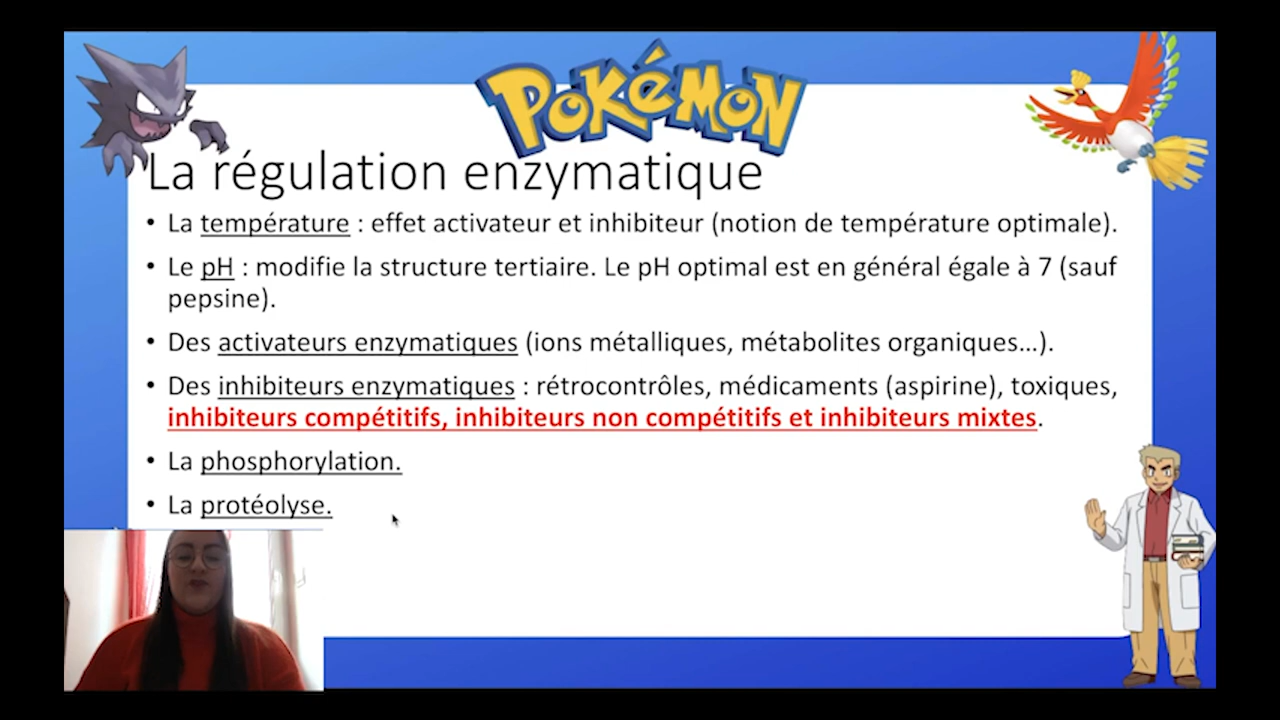 POKéMON
La régulation enzymatique
• La température : effet activateur et inhibiteur (notion de température optimale).
• Le pH : modifie la structure tertiaire. Le pH optimal est en général égale à 7 (sauf
pepsine).
• Des activateurs enzymatiques (ions métalliques, métabolites organiques...).
• Des inhibiteurs enzymatiques : rétrocontrôles, médicaments (aspirine), toxiques,
inhibiteurs compétitifs, inhibiteurs non compétitifs et inhibiteurs mixtes.
• La phosphorylation.
• La protéolyse.